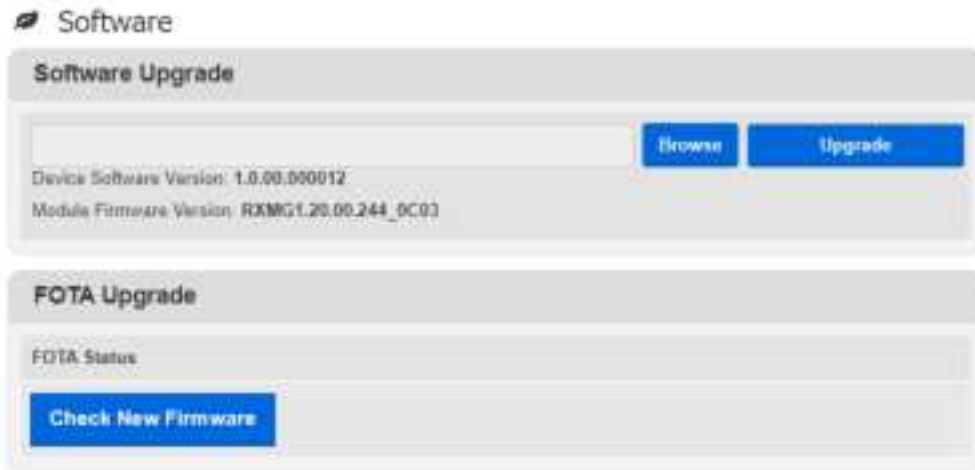 Software
Software Upgrade
Browse Upgrade
Device Software Version: 1.0.00.000012
Module Firmware Version: RXMG1.20.00.244_0C03
FOTA Upgrade
FOTA Status
Check New Firmware